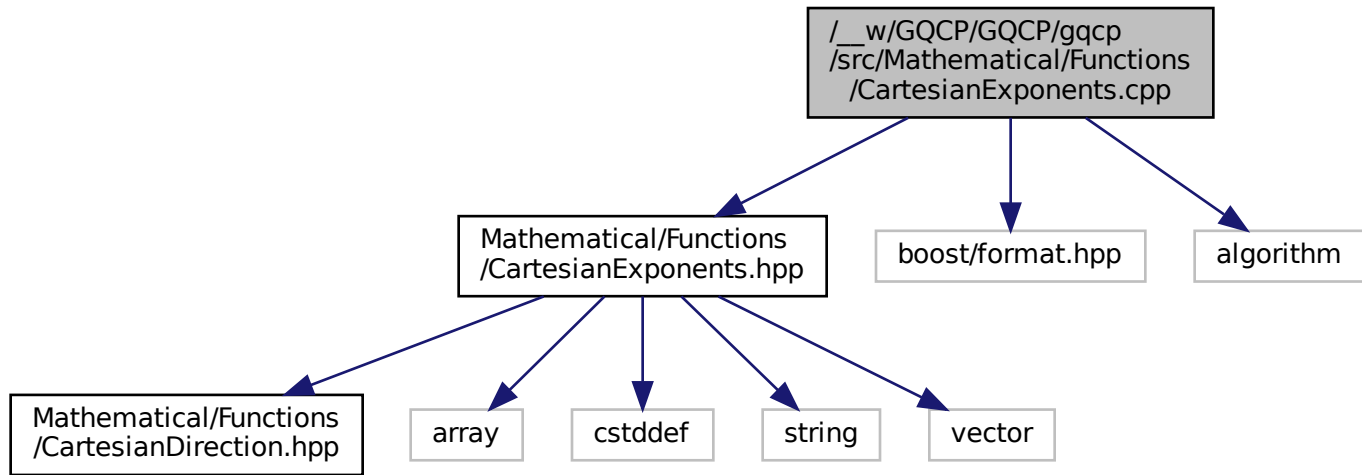 /__w/GQCP/GQCP/gqcp
/src/Mathematical/Functions
/CartesianExponents.cpp
Mathematical/Functions
/CartesianExponents.hpp
boost/format.hpp
algorithm
Mathematical/Functions
/CartesianDirection.hpp
array
cstddef
string
vector